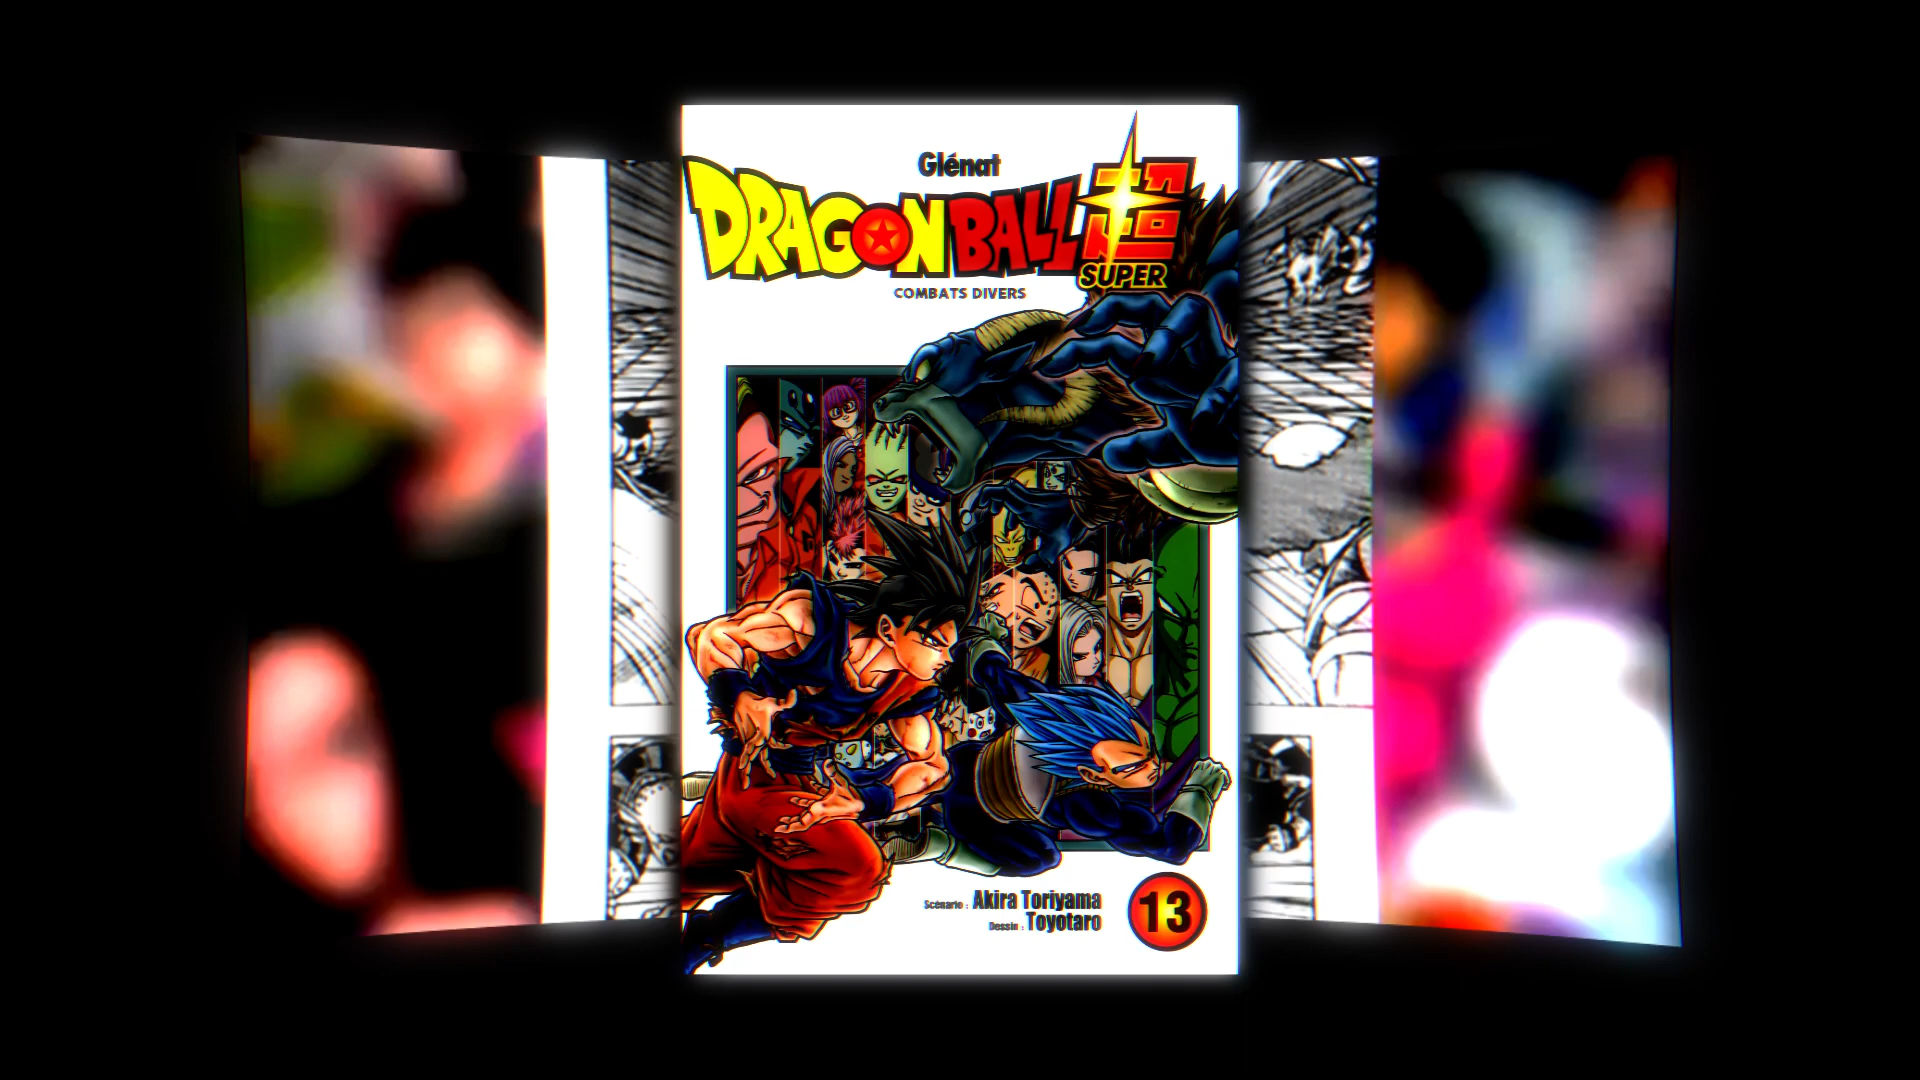 Glénat
DRAGON BALL 超
SUPER
COMBATS DIVERS
Scénario : Akira Toriyama
Dessin : Toyotaro
13